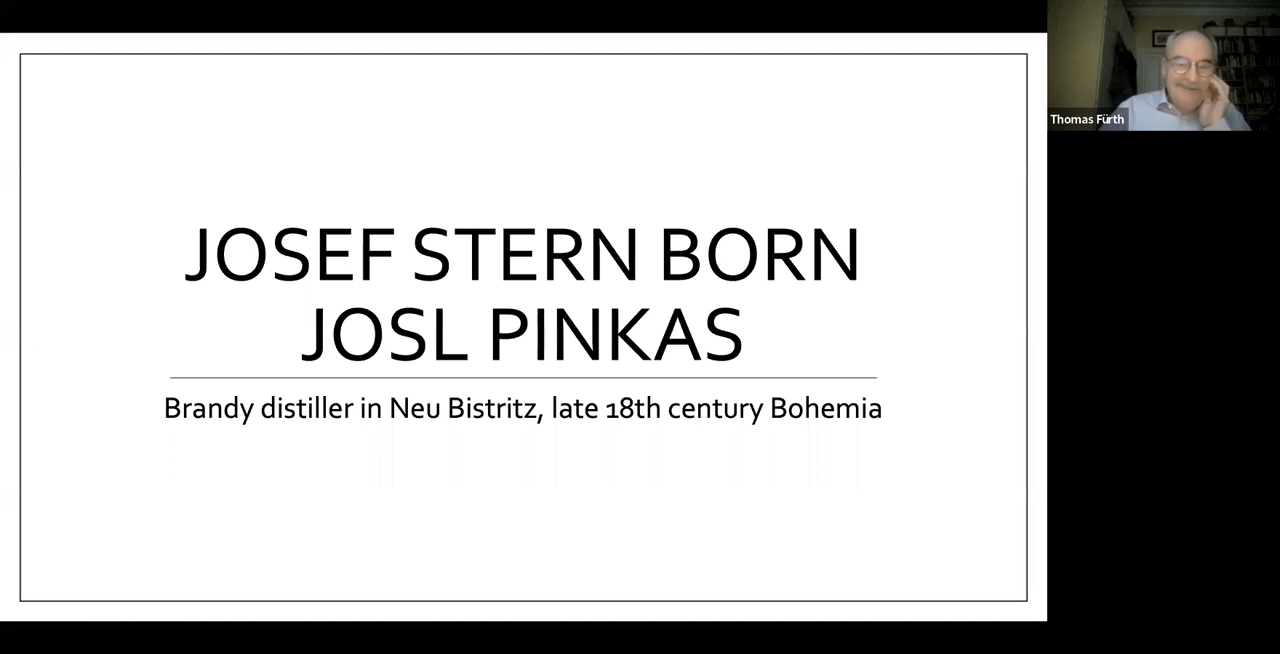 JOSEF STERN BORN
JOSL PINKAS
Brandy distiller in Neu Bistritz, late 18th century Bohemia
Thomas Fürth